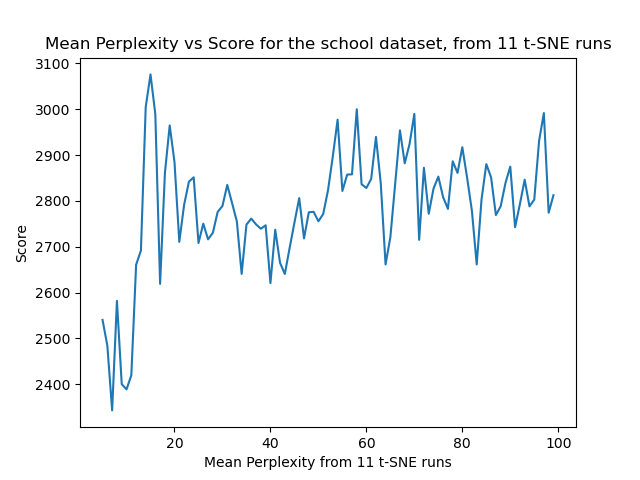 Mean Perplexity vs Score for the school dataset, from 11 t-SNE runs
3100
3000
2900
2800
2700
2600
2500
2400
Score
20 40 60 80 100
Mean Perplexity from 11 t-SNE runs